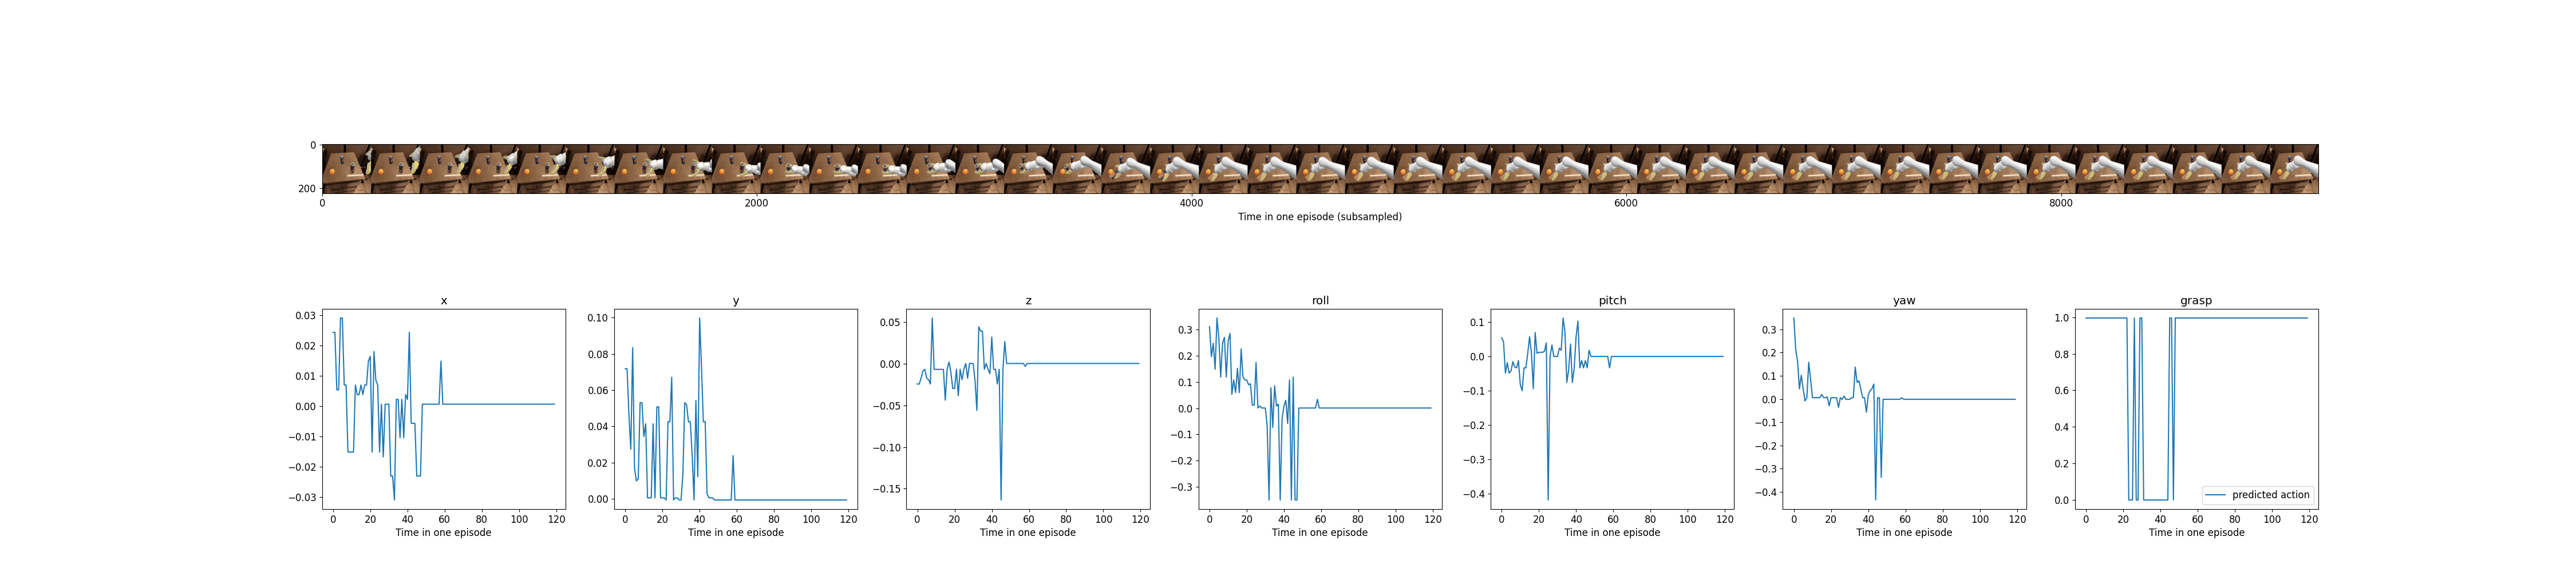 0
200
0 2000 4000 6000 8000
Time in one episode (subsampled)
x
0.03
0.02
0.01
0.00
−0.01
−0.02
−0.03
0 20 40 60 80 100 120
Time in one episode
y
0.10
0.08
0.06
0.04
0.02
0.00
0 20 40 60 80 100 120
Time in one episode
z
0.05
0.00
−0.05
−0.10
−0.15
0 20 40 60 80 100 120
Time in one episode
roll
0.3
0.2
0.1
0.0
−0.1
−0.2
−0.3
0 20 40 60 80 100 120
Time in one episode
pitch
0.1
0.0
−0.1
−0.2
−0.3
−0.4
0 20 40 60 80 100 120
Time in one episode
yaw
0.3
0.2
0.1
0.0
−0.1
−0.2
−0.3
−0.4
0 20 40 60 80 100 120
Time in one episode
grasp
1.0
0.8
0.6
0.4
0.2
0.0
predicted action
0 20 40 60 80 100 120
Time in one episode